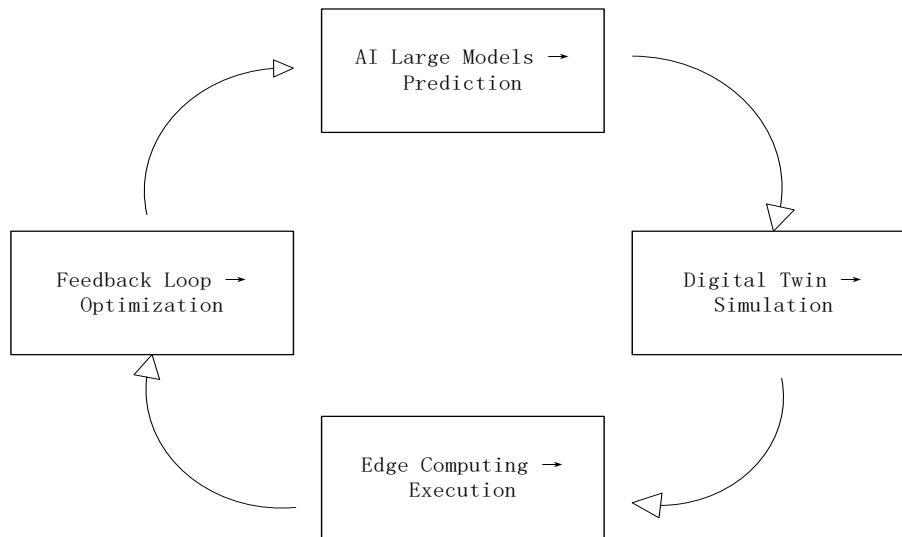 AI Large Models →
Prediction
Feedback Loop →
Optimization
Digital Twin →
Simulation
Edge Computing →
Execution